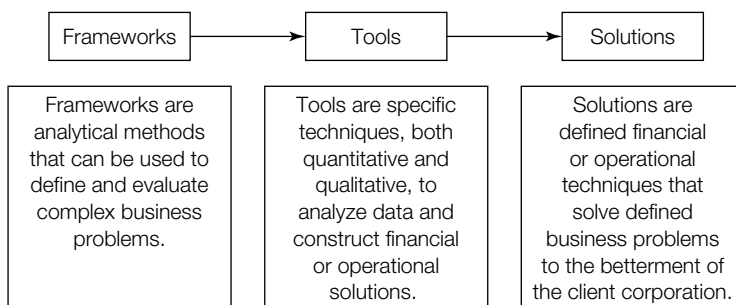 Frameworks
Tools
Solutions
Frameworks are
analytical methods
that can be used to
define and evaluate
complex business
problems.
Tools are specific
techniques, both
quantitative and
qualitative, to
analyze data and
construct financial
or operational
solutions.
Solutions are
defined financial
or operational
techniques that
solve defined
business problems
to the betterment of
the client corporation.